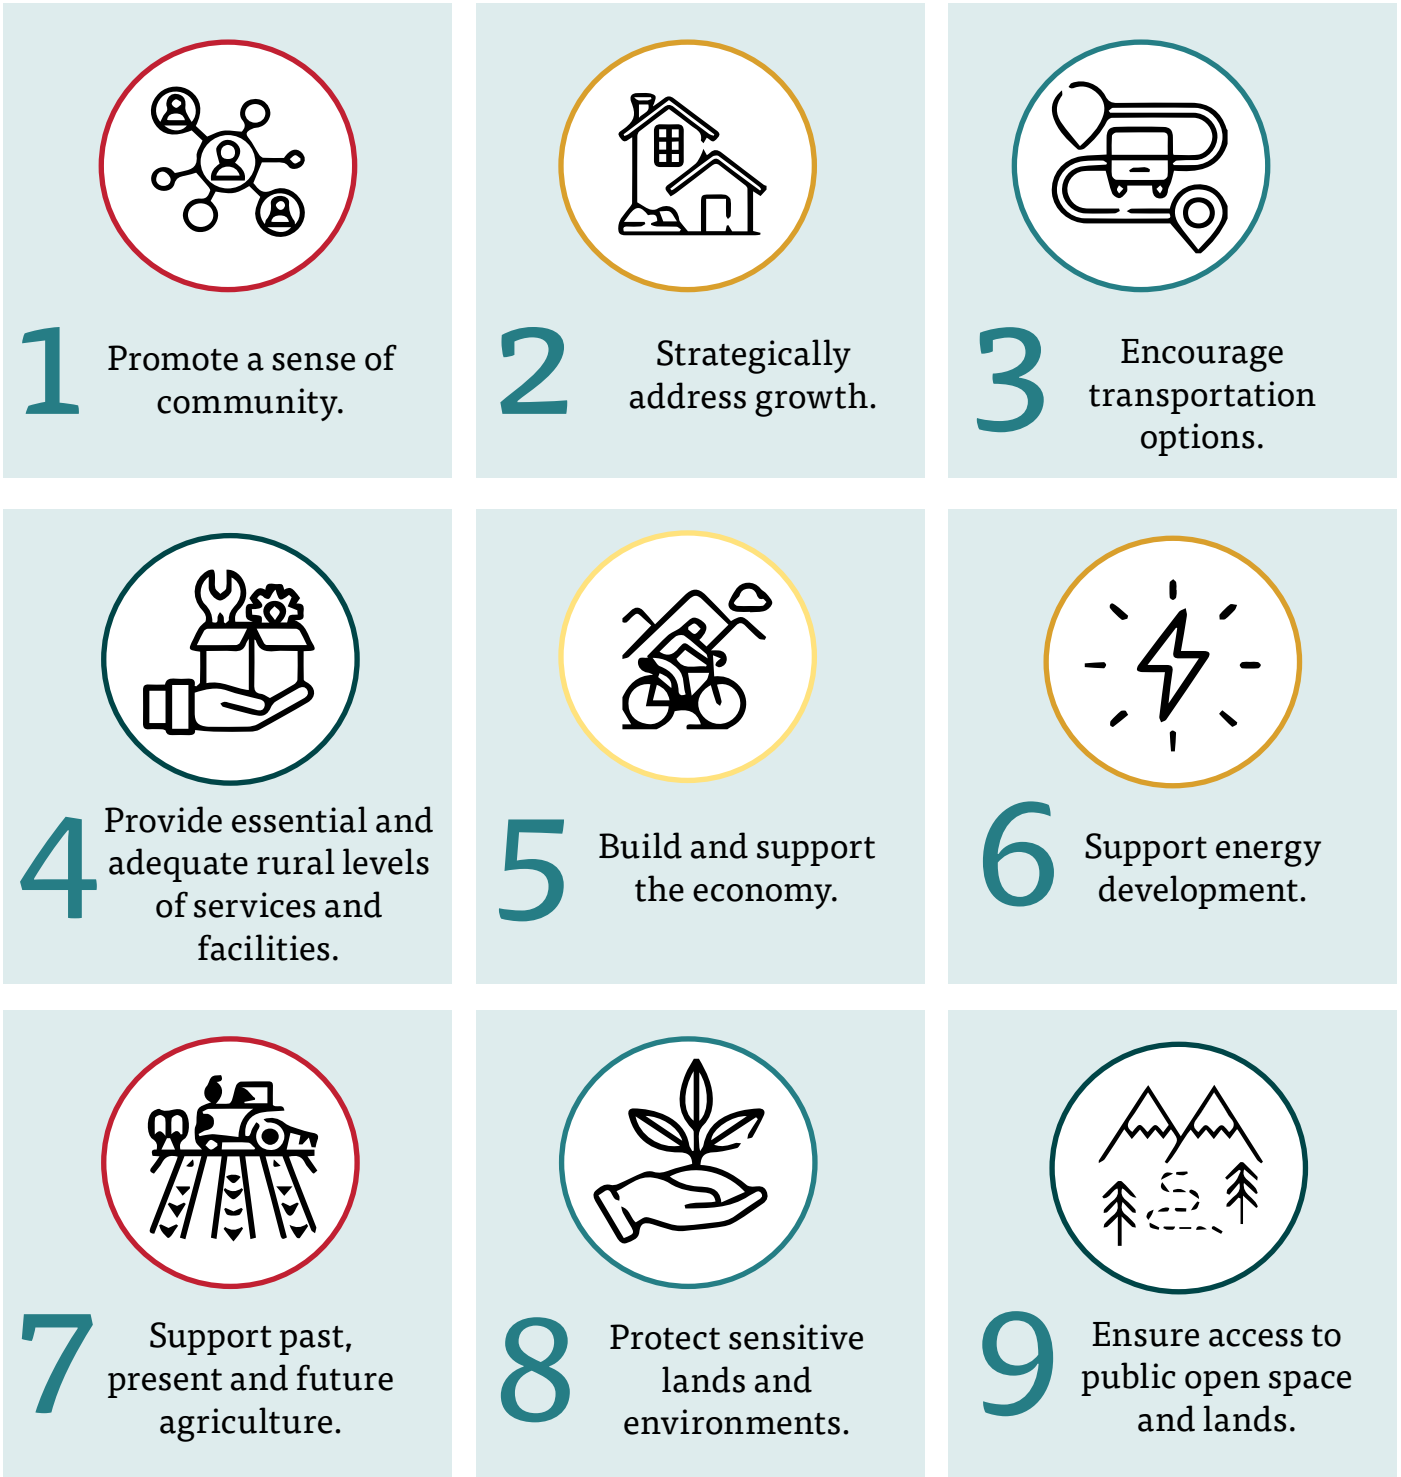 1
Promote a sense of
community.
2
Strategically
address growth.
3
Encourage
transportation
options.
4
Provide essential and
adequate rural levels
of services and
facilities.
5
Build and support
the economy.
6
Support energy
development.
7
Support past,
present and future
agriculture.
8
Protect sensitive
lands and
environments.
9
Ensure access to
public open space
and lands.